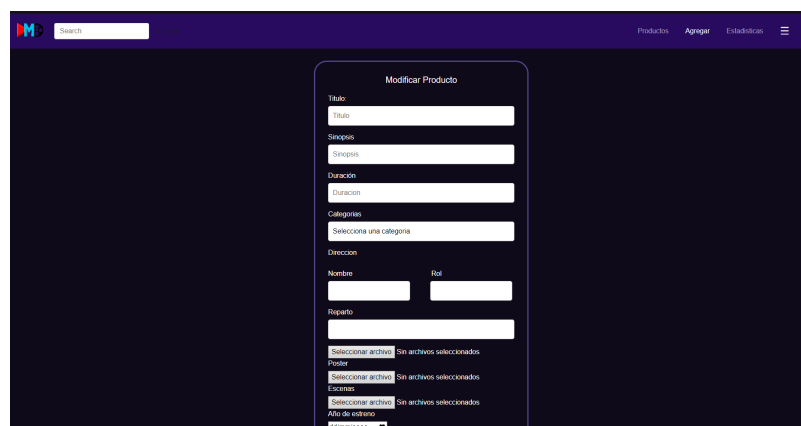 DMB
Search
Productos Agregar Estadisticas ☰
Modificar Producto
Titulo:
Titulo
Sinopsis
Sinopsis
Duración
Duracion
Categorias
Selecciona una categoria
Direccion
Nombre Rol
Reparto
Seleccionar archivo Sin archivos seleccionados
Poster
Seleccionar archivo Sin archivos seleccionados
Escenas
Seleccionar archivo Sin archivos seleccionados
Año de estreno